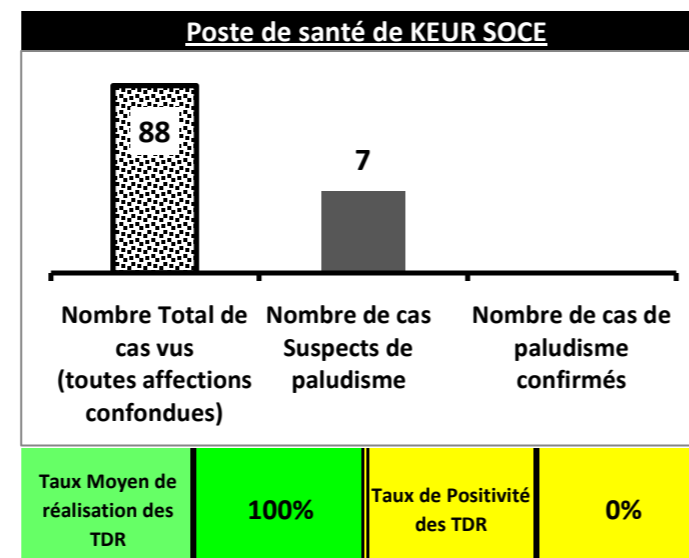 Poste de santé de KEUR SOCE
88
7
Nombre Total de
cas vus
(toutes affections
confondues)
Nombre de cas
Suspects de
paludisme
Nombre de cas de
paludisme
confirmés
Taux Moyen de
réalisation des
TDR
100%
Taux de Positivité
des TDR
0%